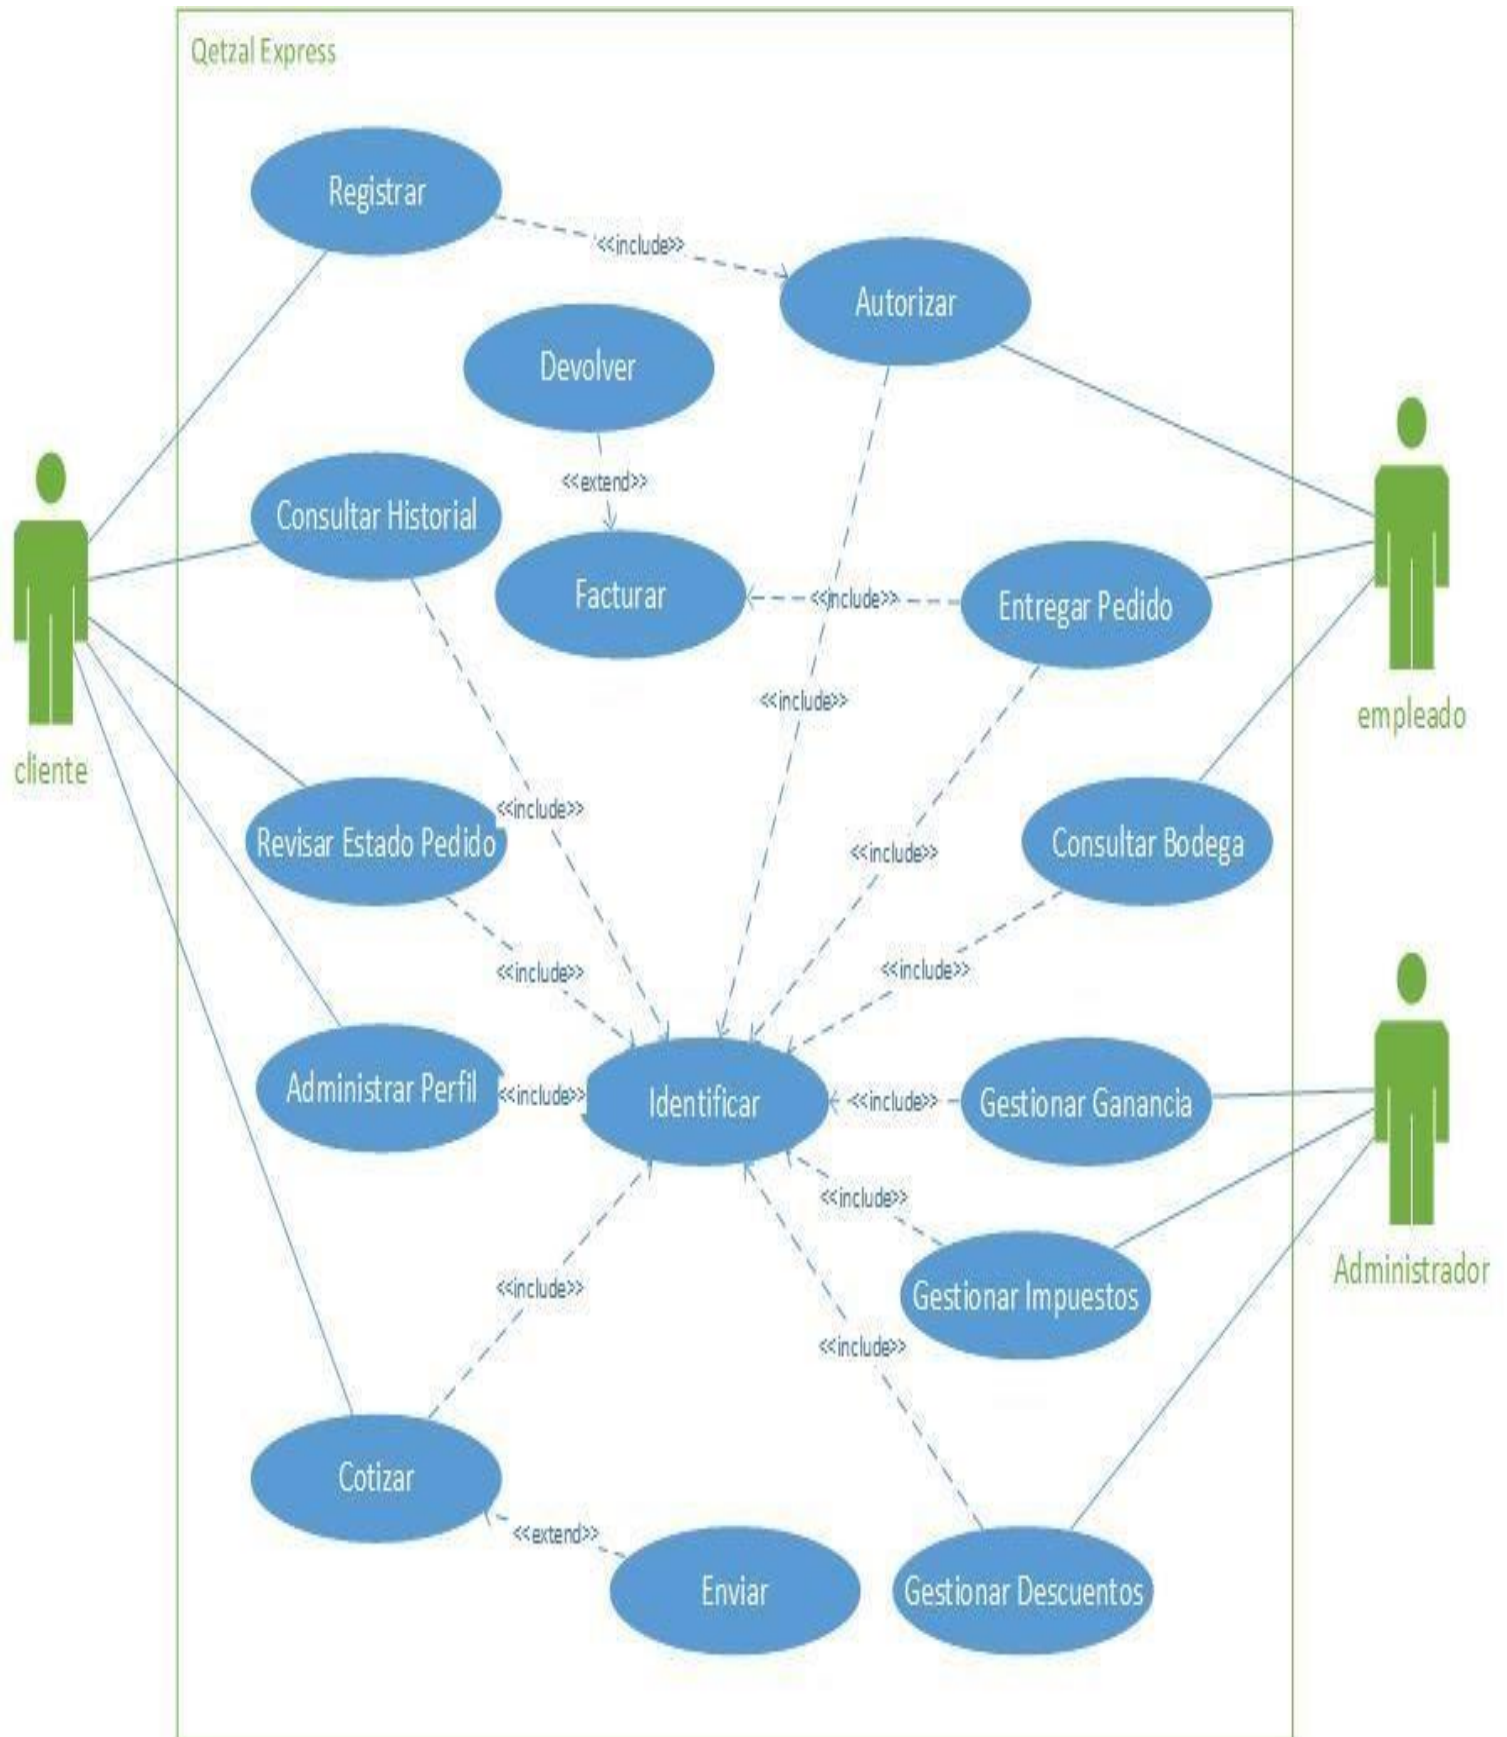 Qetzal Express
Registrar
<<include>>
Autorizar
Devolver
<<extend>>
Consultar Historial
Facturar
<<include>>
Entregar Pedido
<<include>>
empleado
cliente
<<include>>
Revisar Estado Pedido
<<include>>
Consultar Bodega
<<include>>
<<include>>
Administrar Perfil
<<include>>
Identificar
<<include>>
Gestionar Ganancia
<<include>>
Administrador
<<include>>
Gestionar Impuestos
<<include>>
Cotizar
<<extend>>
Enviar
Gestionar Descuentos